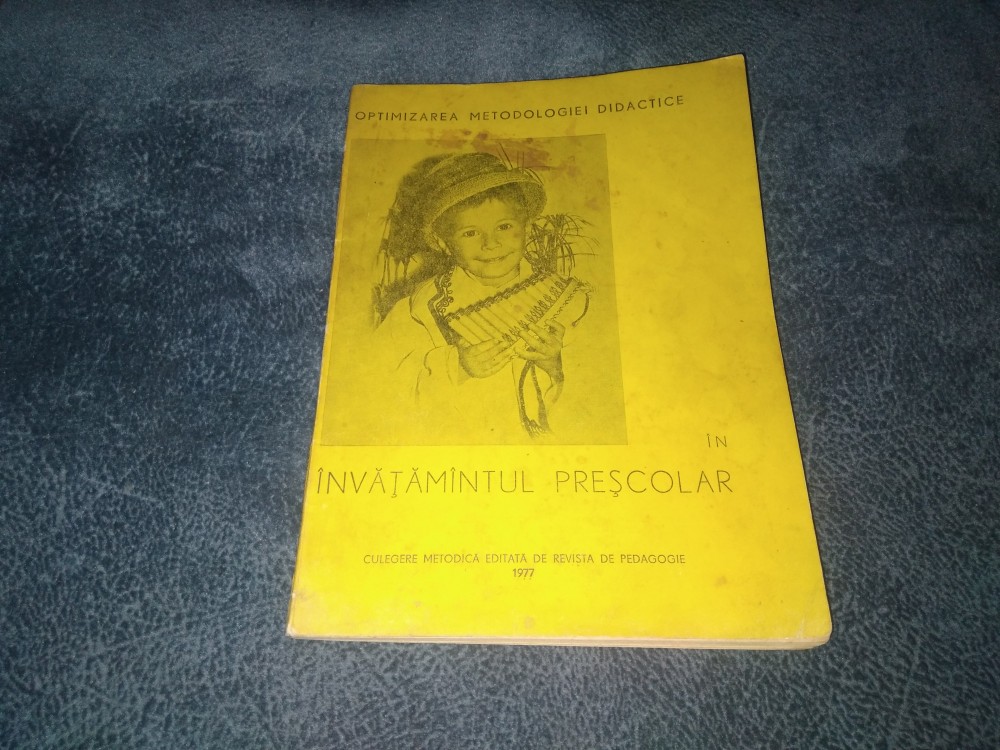 OPTIMIZAREA METODOLOGIEI DIDACTICE
ÎN
ÎNVĂŢĂMÎNTUL PREŞCOLAR
CULEGERE METODICĂ EDITATĂ DE REVISTA DE PEDAGOGIE
1977